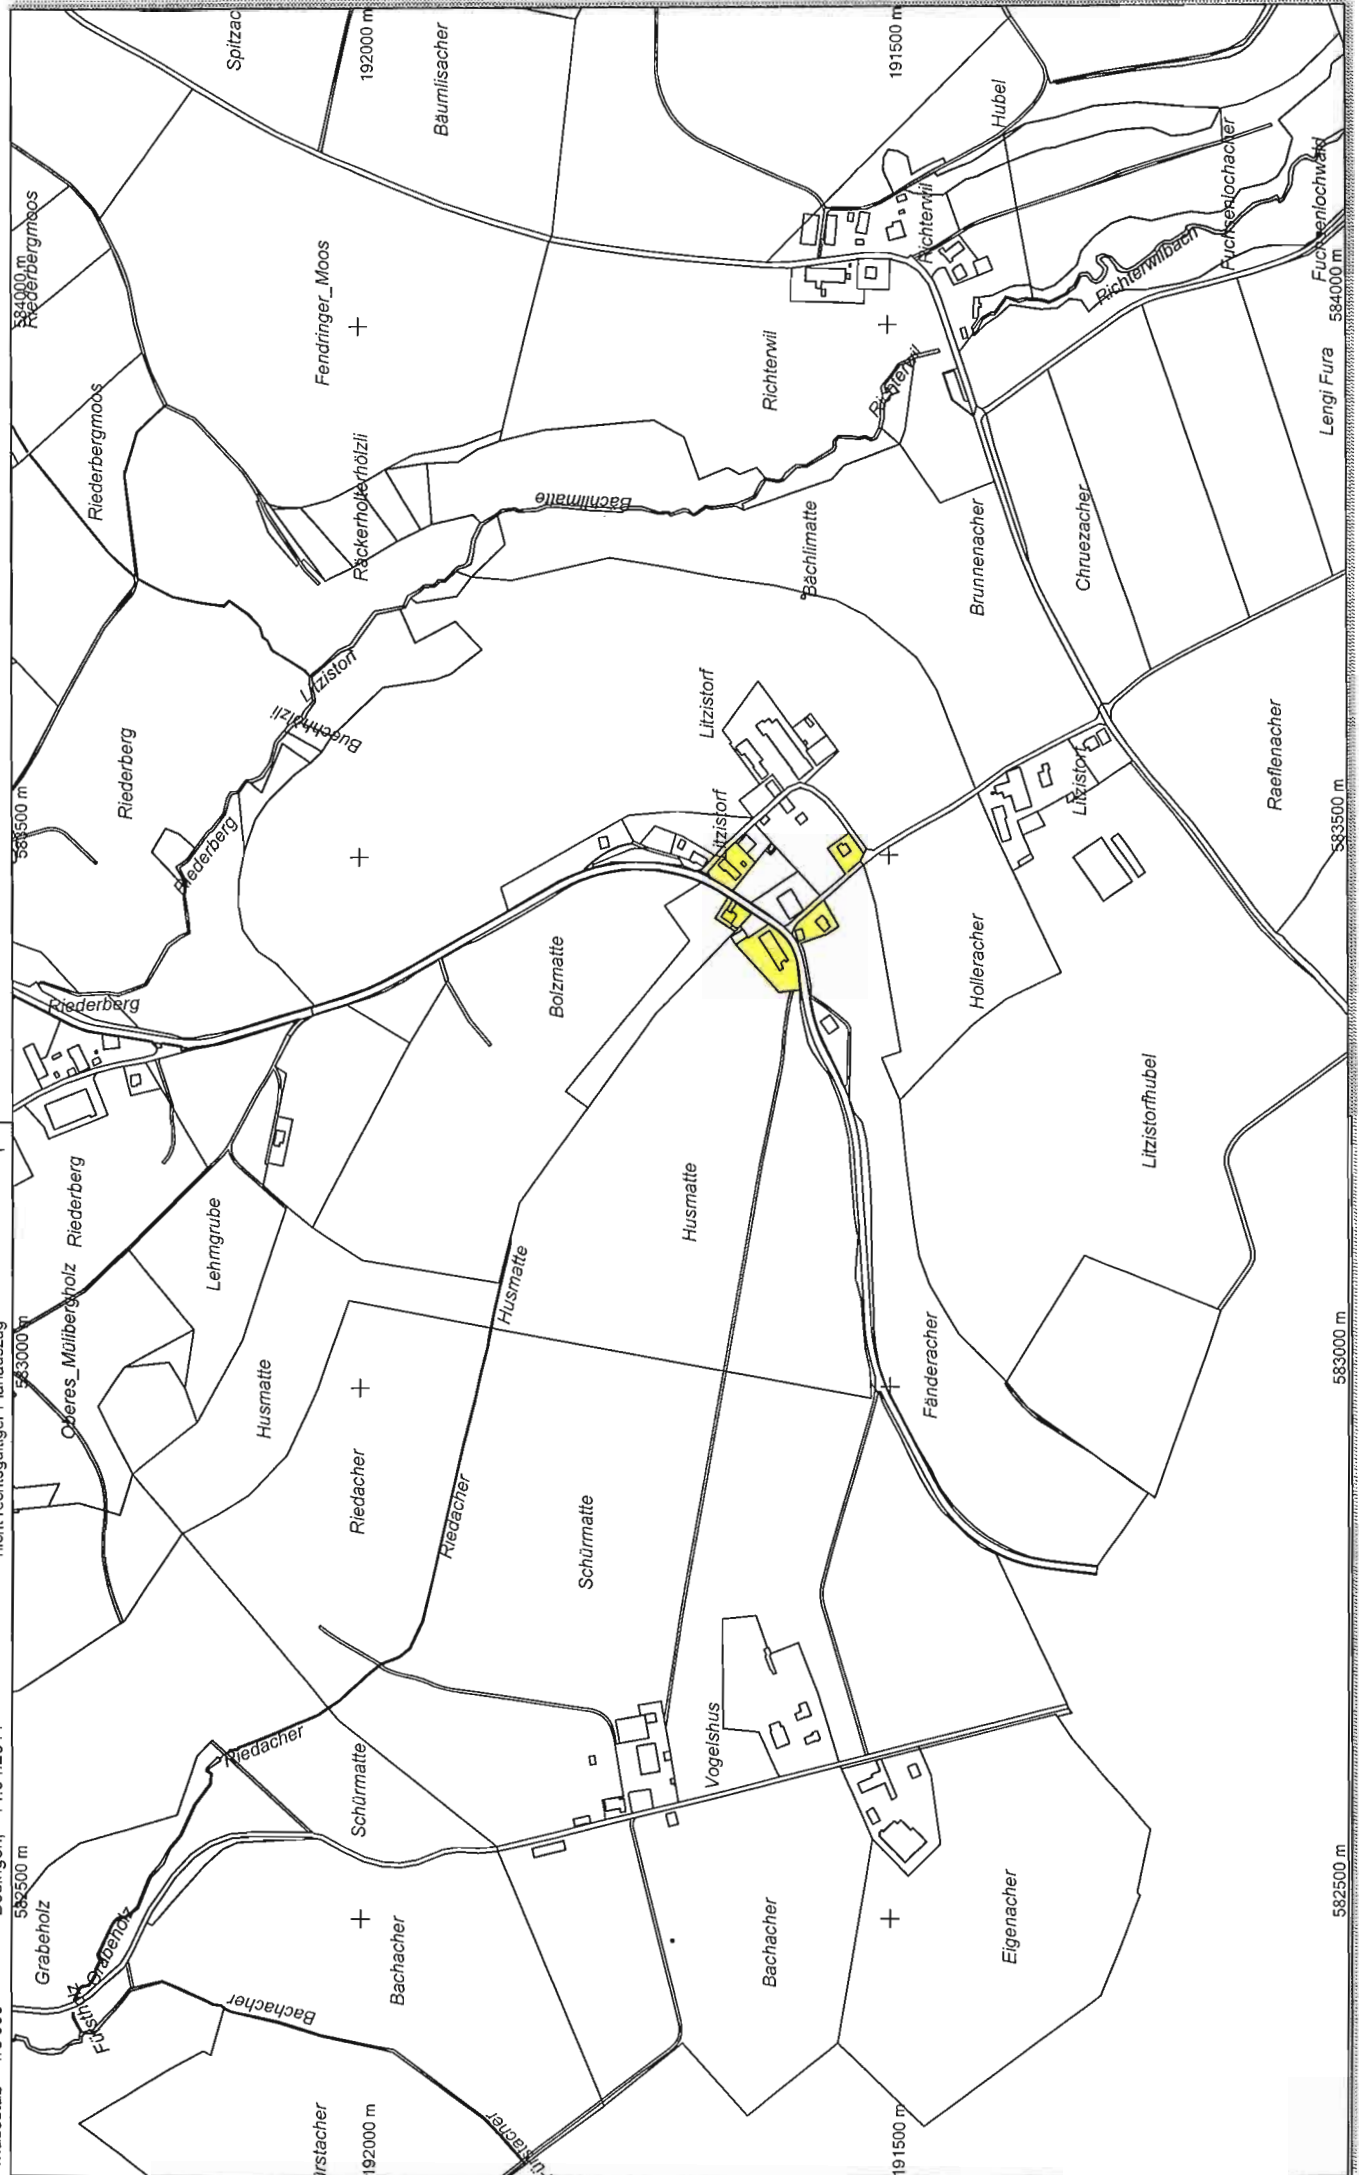 Spitzac
192000 m
Bäumlisacher
191500 m
Hubel
584000 m
Riederbergmoos
Fendringer_Moos
Richterwil
Fuchsenlochacher
Fuchsenlochwald
Richterwilbach
584000 m
Riederbergmoos
Räckerholterhölzli
Richterwil
Richterwil
Lengi Fura
Bächlimatte
Bächlimatte
Brunnenacher
Chruezacher
Litzistorf
Buechhölzli
Riederberg
Litzistorf
Litzistorf
Litzistorf
Raeflenacher
583500 m
Riederberg
583500 m
Riederberg
Bolzmatte
Holleracher
Riederberg
Lehmgrube
Husmatte
Litzistorfhubel
Oberes_Mülibergholz
583000 m
Husmatte
Husmatte
Fänderacher
583000 m
Riedacher
Riedacher
Schürmatte
Riedacher
Schürmatte
Vogelshus
582500 m
Grabeholz
Grabeholz
Bachacher
Bachacher
Bachacher
Eigenacher
582500 m
rstacher
192000 m
191500 m